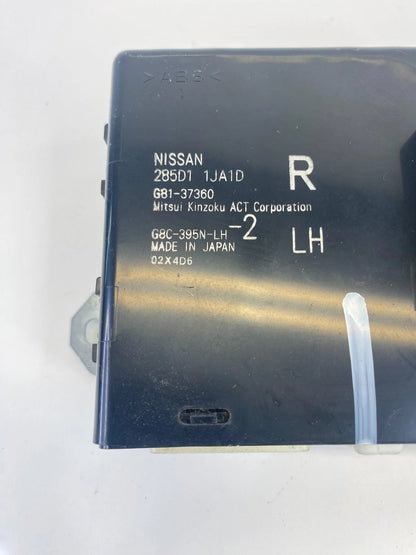 >ABS<
NISSAN
285D1 1JA1D
R
G81-37360
Mitsui Kinzoku ACT Corporation
G8C-395N-LH-2
LH
MADE IN JAPAN
02X4D6